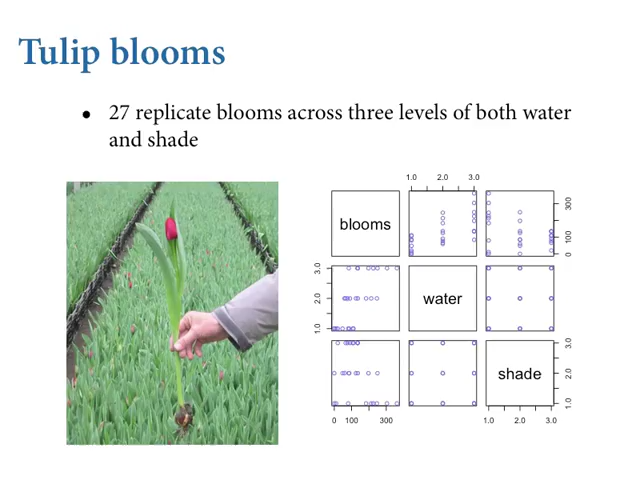 Tulip blooms
• 27 replicate blooms across three levels of both water
and shade
1.0 2.0 3.0
blooms
0 100 300
water
1.0 2.0 3.0
shade
1.0 2.0 3.0
0 100 300
1.0 2.0 3.0